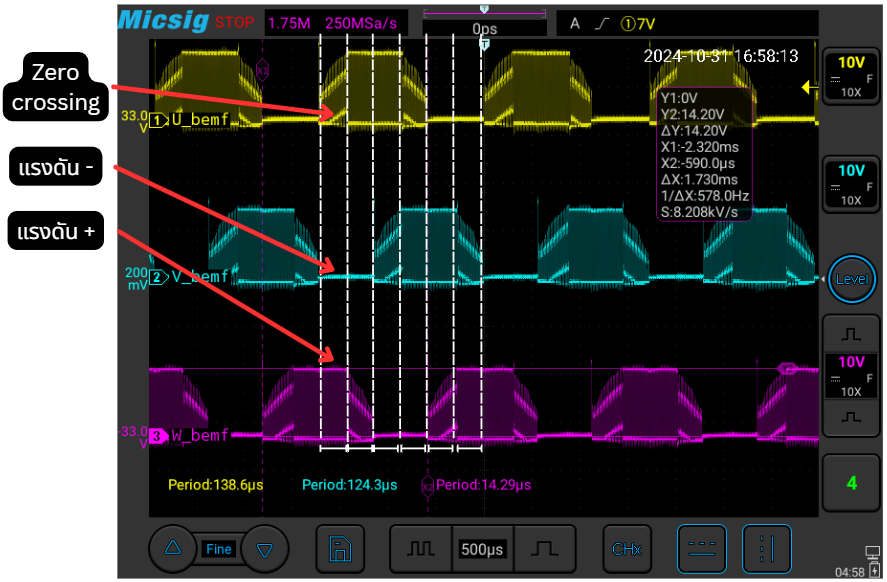 Micsig STOP 1.75M 250MSa/s 0ps A ①7V
T
2024-10-31 16:58:13
Zero
crossing
แรงดัน -
แรงดัน +
X1
33.0
V
1 U_bemf
Y1:0V
Y2:14.20V
ΔY:14.20V
X1:-2.320ms
X2:-590.0μs
ΔX:1.730ms
1/ΔX:578.0Hz
S:8.208kV/s
200
mV
2 V_bemf
-33.0
V
3 W_bemf
Period:138.6μs Period:124.3μs X2 Period:14.29μs
10V
F
10X
10V
F
10X
Level
10V
F
10X
4
Fine
500μs
CHx
04:58